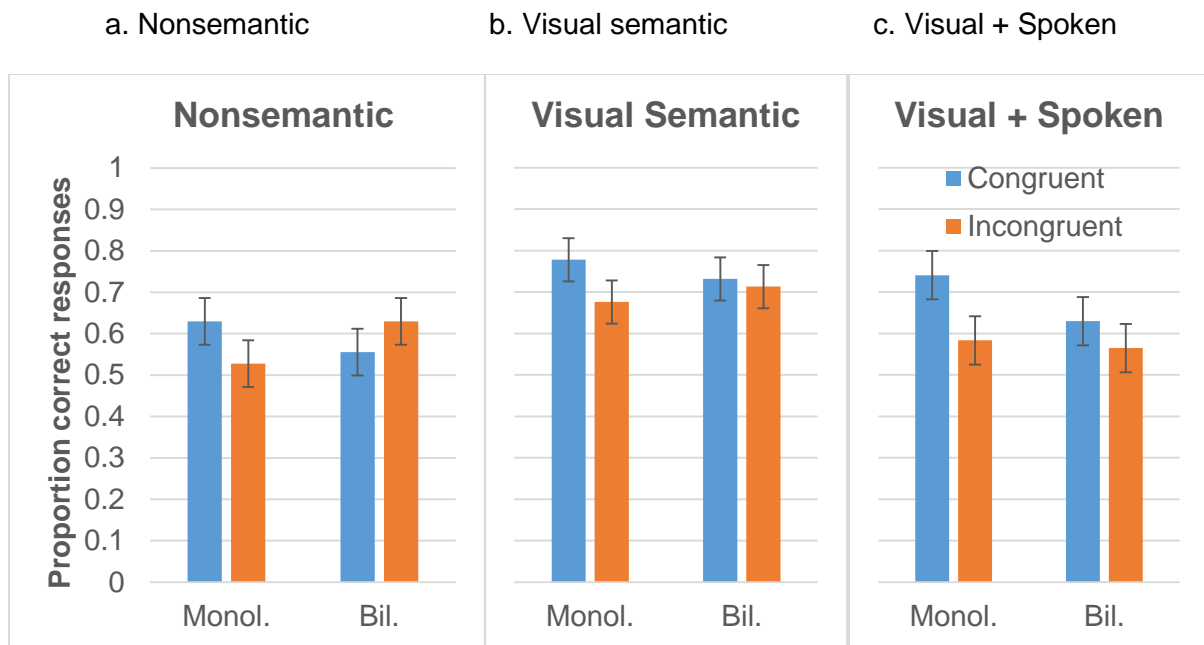 a. Nonsemantic
b. Visual semantic
c. Visual + Spoken
Nonsemantic
Visual Semantic
Visual + Spoken
Proportion correct responses
1
0.9
0.8
0.7
0.6
0.5
0.4
0.3
0.2
0.1
0
Congruent
Incongruent
Monol.
Bil.
Monol.
Bil.
Monol.
Bil.